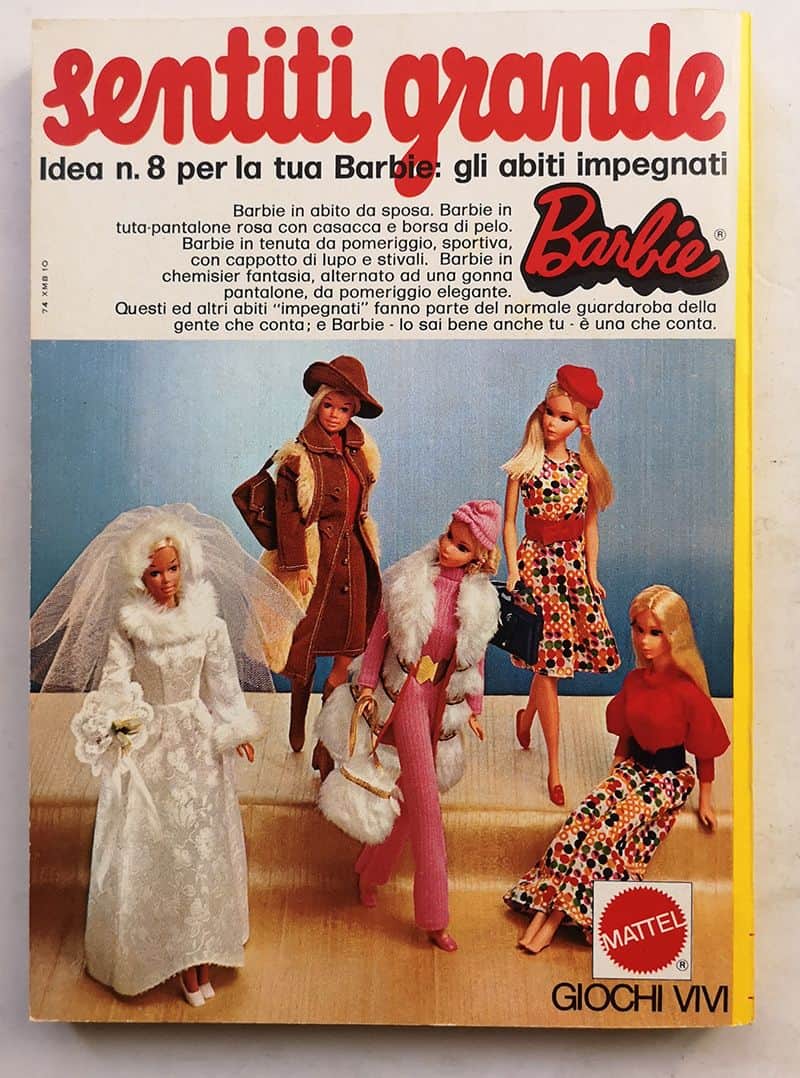 sentiti grande
Idea n. 8 per la tua Barbie: gli abiti impegnati
Barbie in abito da sposa. Barbie in
tuta-pantalone rosa con casacca e borsa di pelo.
Barbie in tenuta da pomeriggio, sportiva,
con cappotto di lupo e stivali. Barbie in
chemisier fantasia, alternato ad una gonna
pantalone, da pomeriggio elegante.
Questi ed altri abiti "impegnati" fanno parte del normale guardaroba della
gente che conta; e Barbie - lo sai bene anche tu - è una che conta.
Barbie®
74 XMB 10
MATTEL®
GIOCHI VIVI